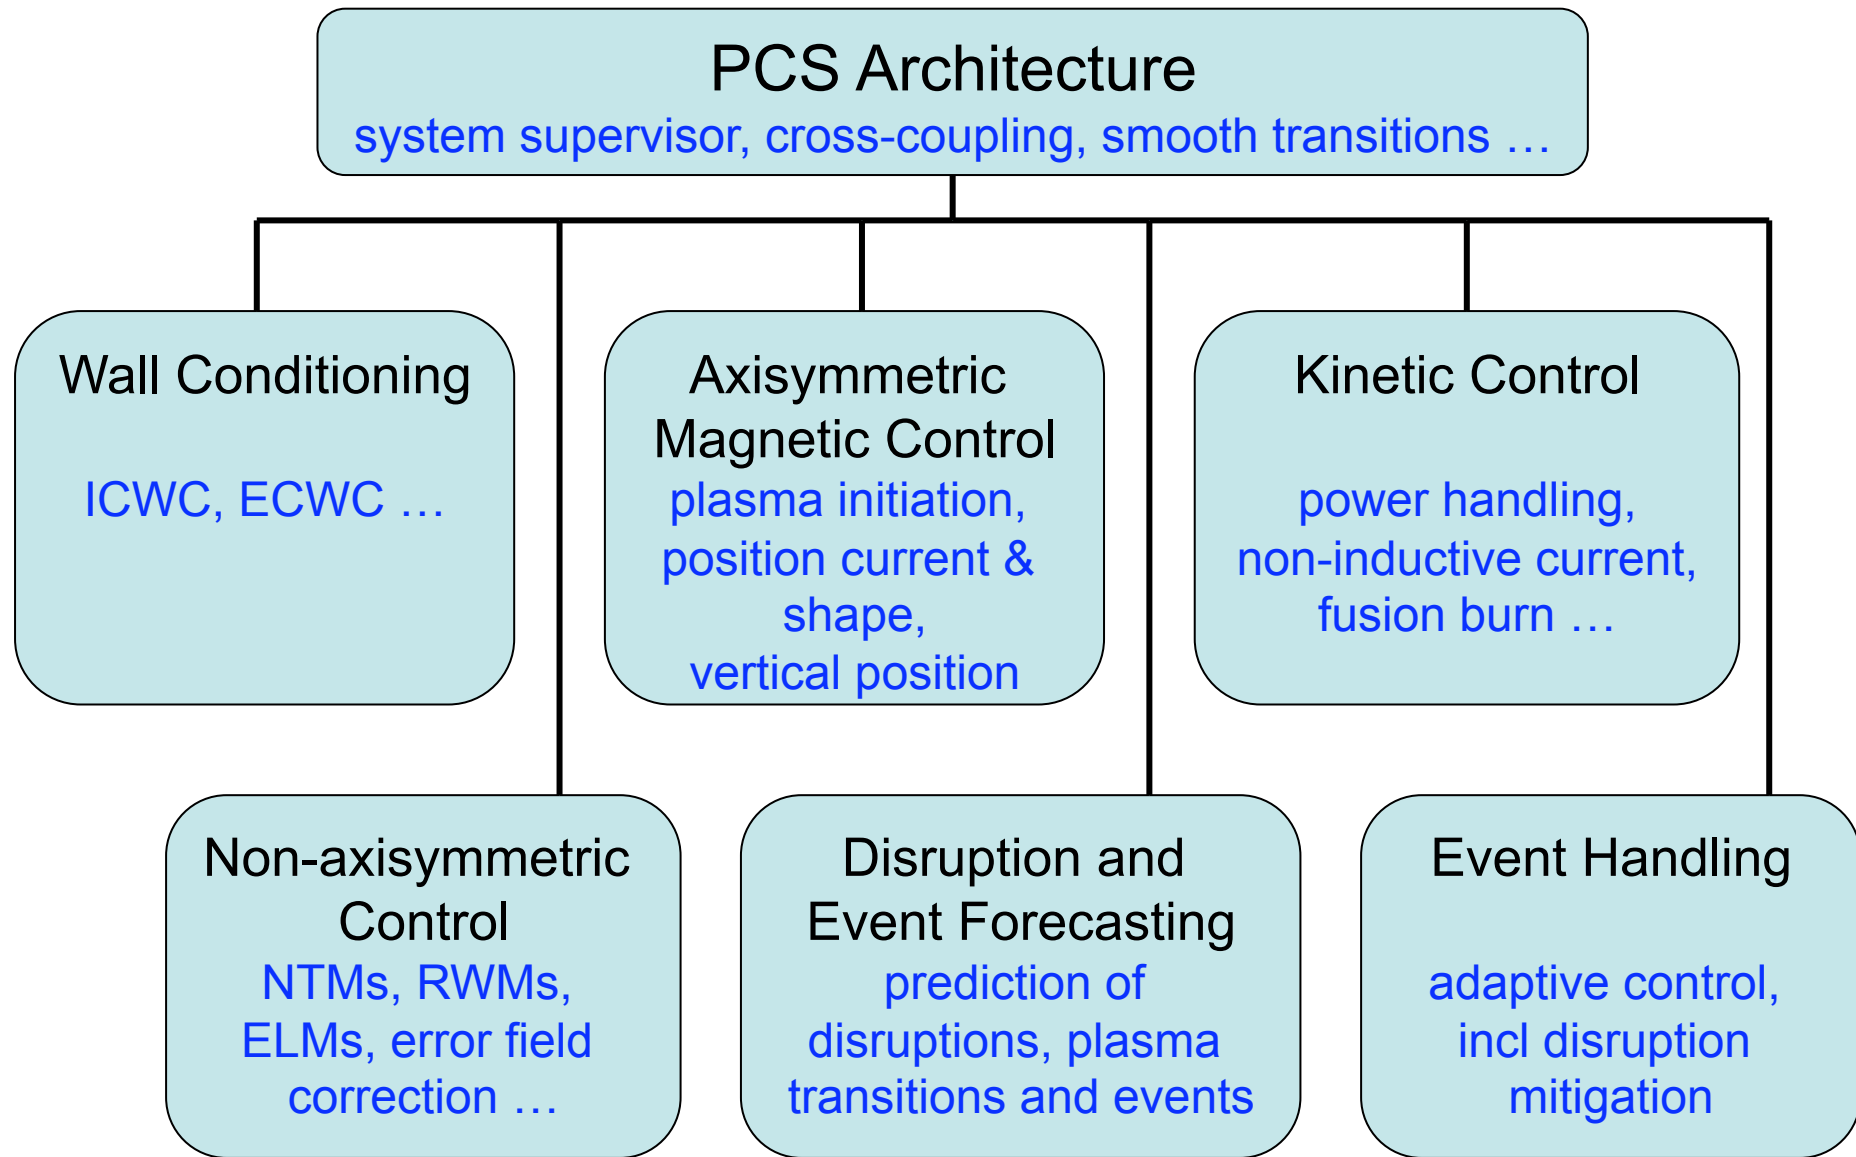 PCS Architecture
system supervisor, cross-coupling, smooth transitions …
Wall Conditioning
ICWC, ECWC …
Axisymmetric
Magnetic Control
plasma initiation,
position current &
shape,
vertical position
Kinetic Control
power handling,
non-inductive current,
fusion burn …
Non-axisymmetric
Control
NTMs, RWMs,
ELMs, error field
correction …
Disruption and
Event Forecasting
prediction of
disruptions, plasma
transitions and events
Event Handling
adaptive control,
incl disruption
mitigation